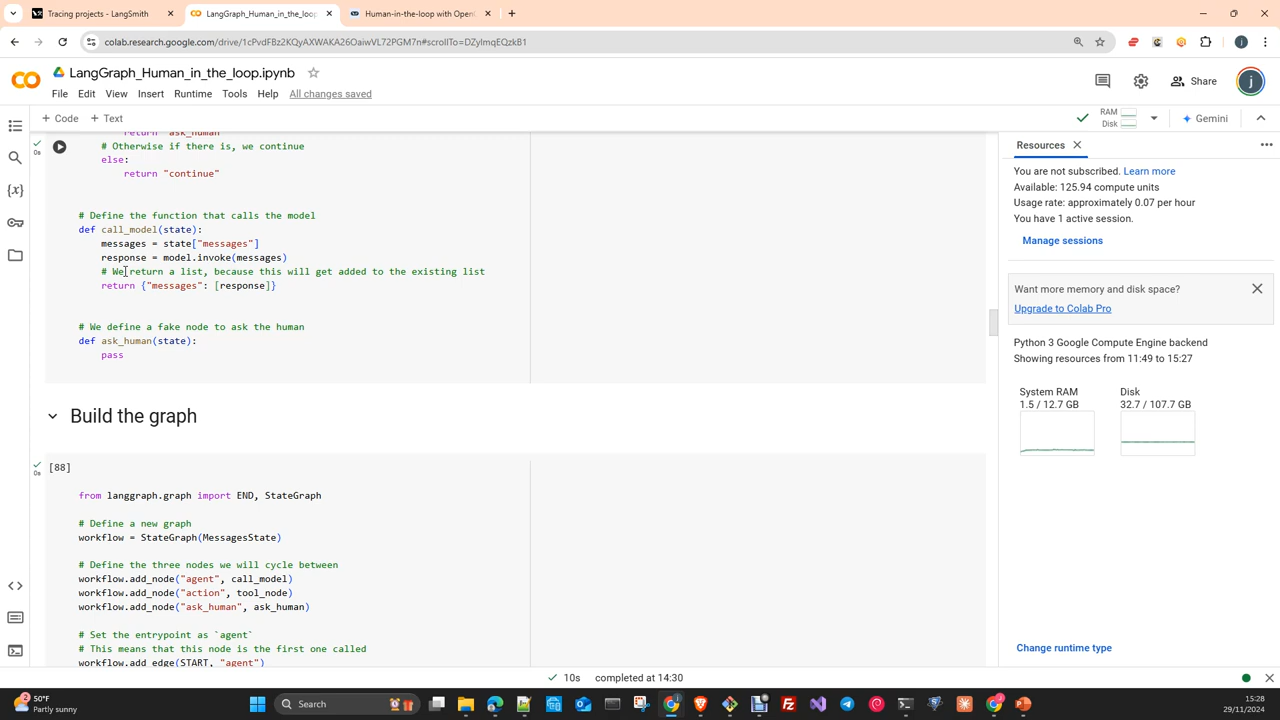 Tracing projects - LangSmith
LangGraph_Human_in_the_loop
Human-in-the-loop with Open
colab.research.google.com/drive/1cPvdFBz2KQyAXWAKA26OaiwVL72PGM7n#scrollTo=DZylmqEQzkB1
LangGraph_Human_in_the_loop.ipynb
File Edit View Insert Runtime Tools Help All changes saved
Share
j
+ Code + Text
RAM
Disk
Gemini
return "ask_human"
# Otherwise if there is, we continue
else:
return "continue"
# Define the function that calls the model
def call_model(state):
messages = state["messages"]
response = model.invoke(messages)
# We return a list, because this will get added to the existing list
return {"messages": [response]}
# We define a fake node to ask the human
def ask_human(state):
pass
Build the graph
[88]
from langgraph.graph import END, StateGraph
# Define a new graph
workflow = StateGraph(MessagesState)
# Define the three nodes we will cycle between
workflow.add_node("agent", call_model)
workflow.add_node("action", tool_node)
workflow.add_node("ask_human", ask_human)
# Set the entrypoint as `agent`
# This means that this node is the first one called
workflow.add_edge(START, "agent")
Resources
You are not subscribed. Learn more
Available: 125.94 compute units
Usage rate: approximately 0.07 per hour
You have 1 active session.
Manage sessions
Want more memory and disk space?
Upgrade to Colab Pro
Python 3 Google Compute Engine backend
Showing resources from 11:49 to 15:27
System RAM
1.5 / 12.7 GB
Disk
32.7 / 107.7 GB
Change runtime type
10s completed at 14:30
50°F
Partly sunny
Search
15:28
29/11/2024